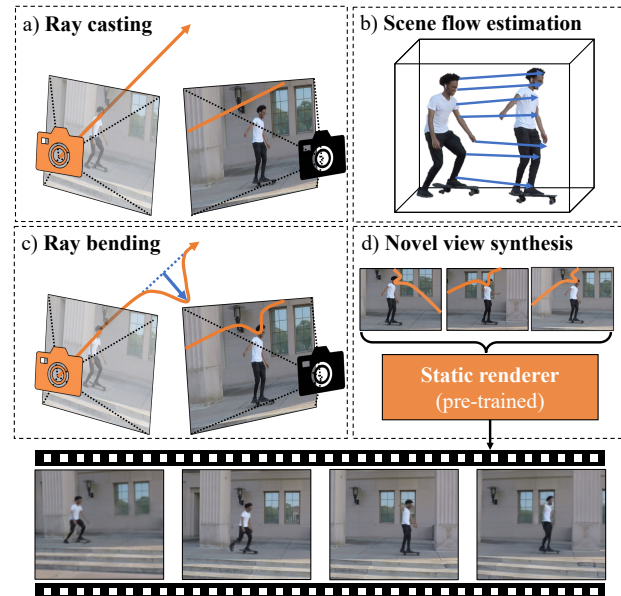 a) Ray casting
b) Scene flow estimation
c) Ray bending
d) Novel view synthesis
Static renderer
(pre-trained)